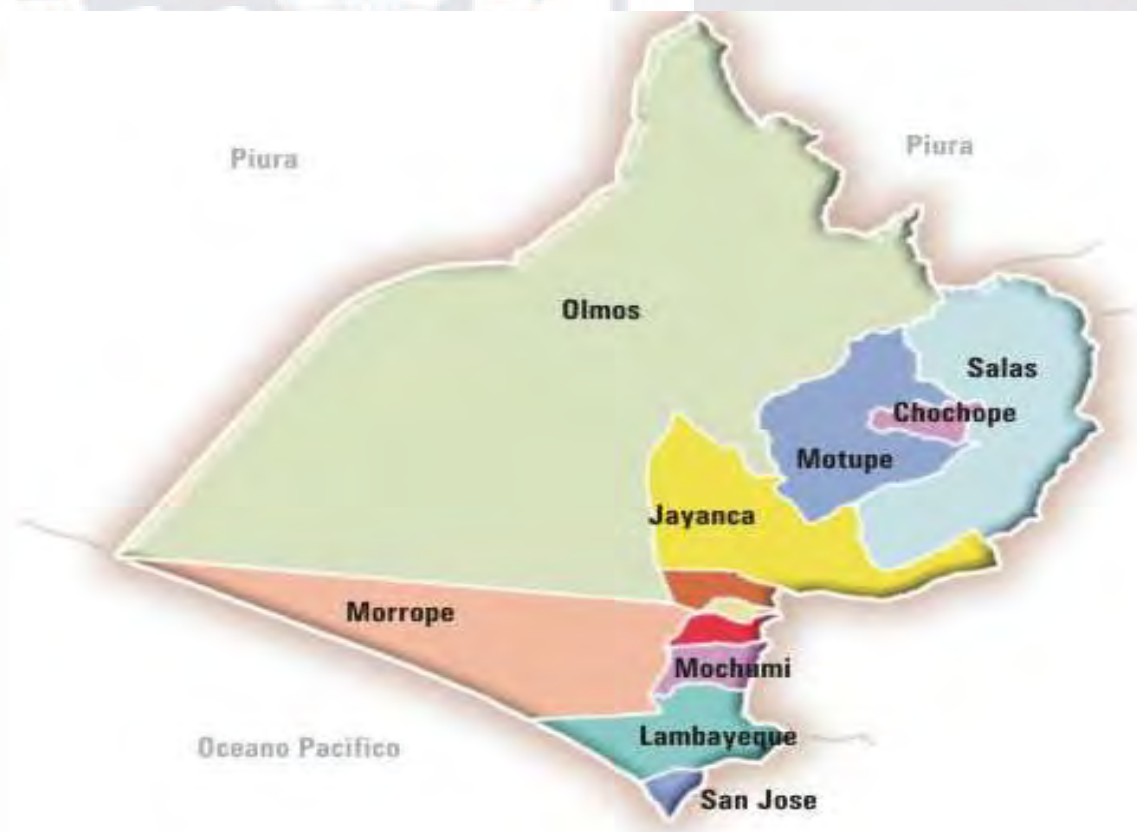 Piura
Piura
Olmos
Salas
Chochope
Motupe
Jayanca
Morrope
Mochumi
Lambayeque
Oceano Pacifico
San Jose